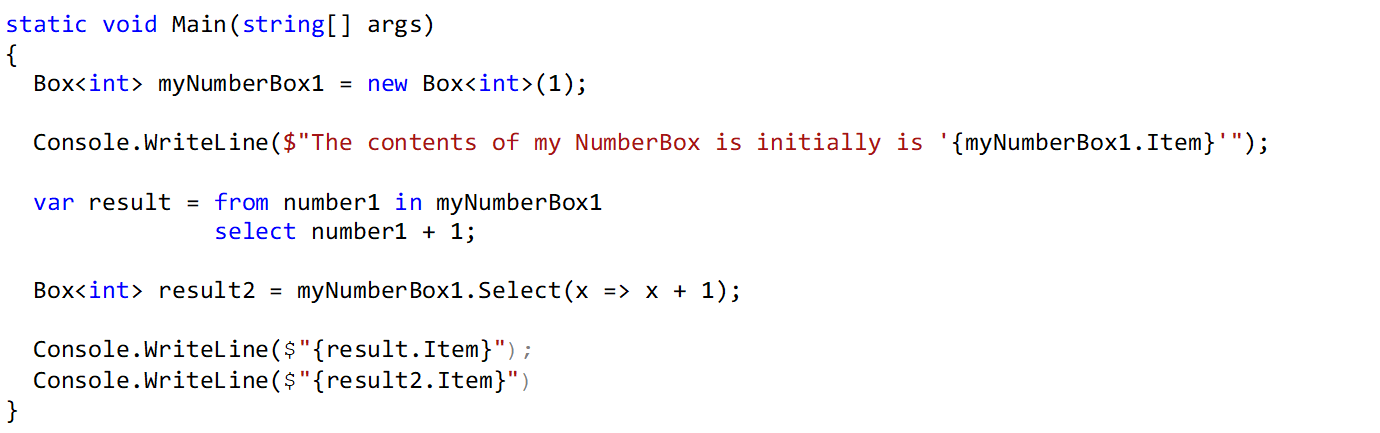 static void Main(string[] args)
{
  Box<int> myNumberBox1 = new Box<int>(1);

  Console.WriteLine($"The contents of my NumberBox is initially is '{myNumberBox1.Item}'");

  var result = from number1 in myNumberBox1
               select number1 + 1;

  Box<int> result2 = myNumberBox1.Select(x => x + 1);

  Console.WriteLine($"{result.Item}");
  Console.WriteLine($"{result2.Item}")
}